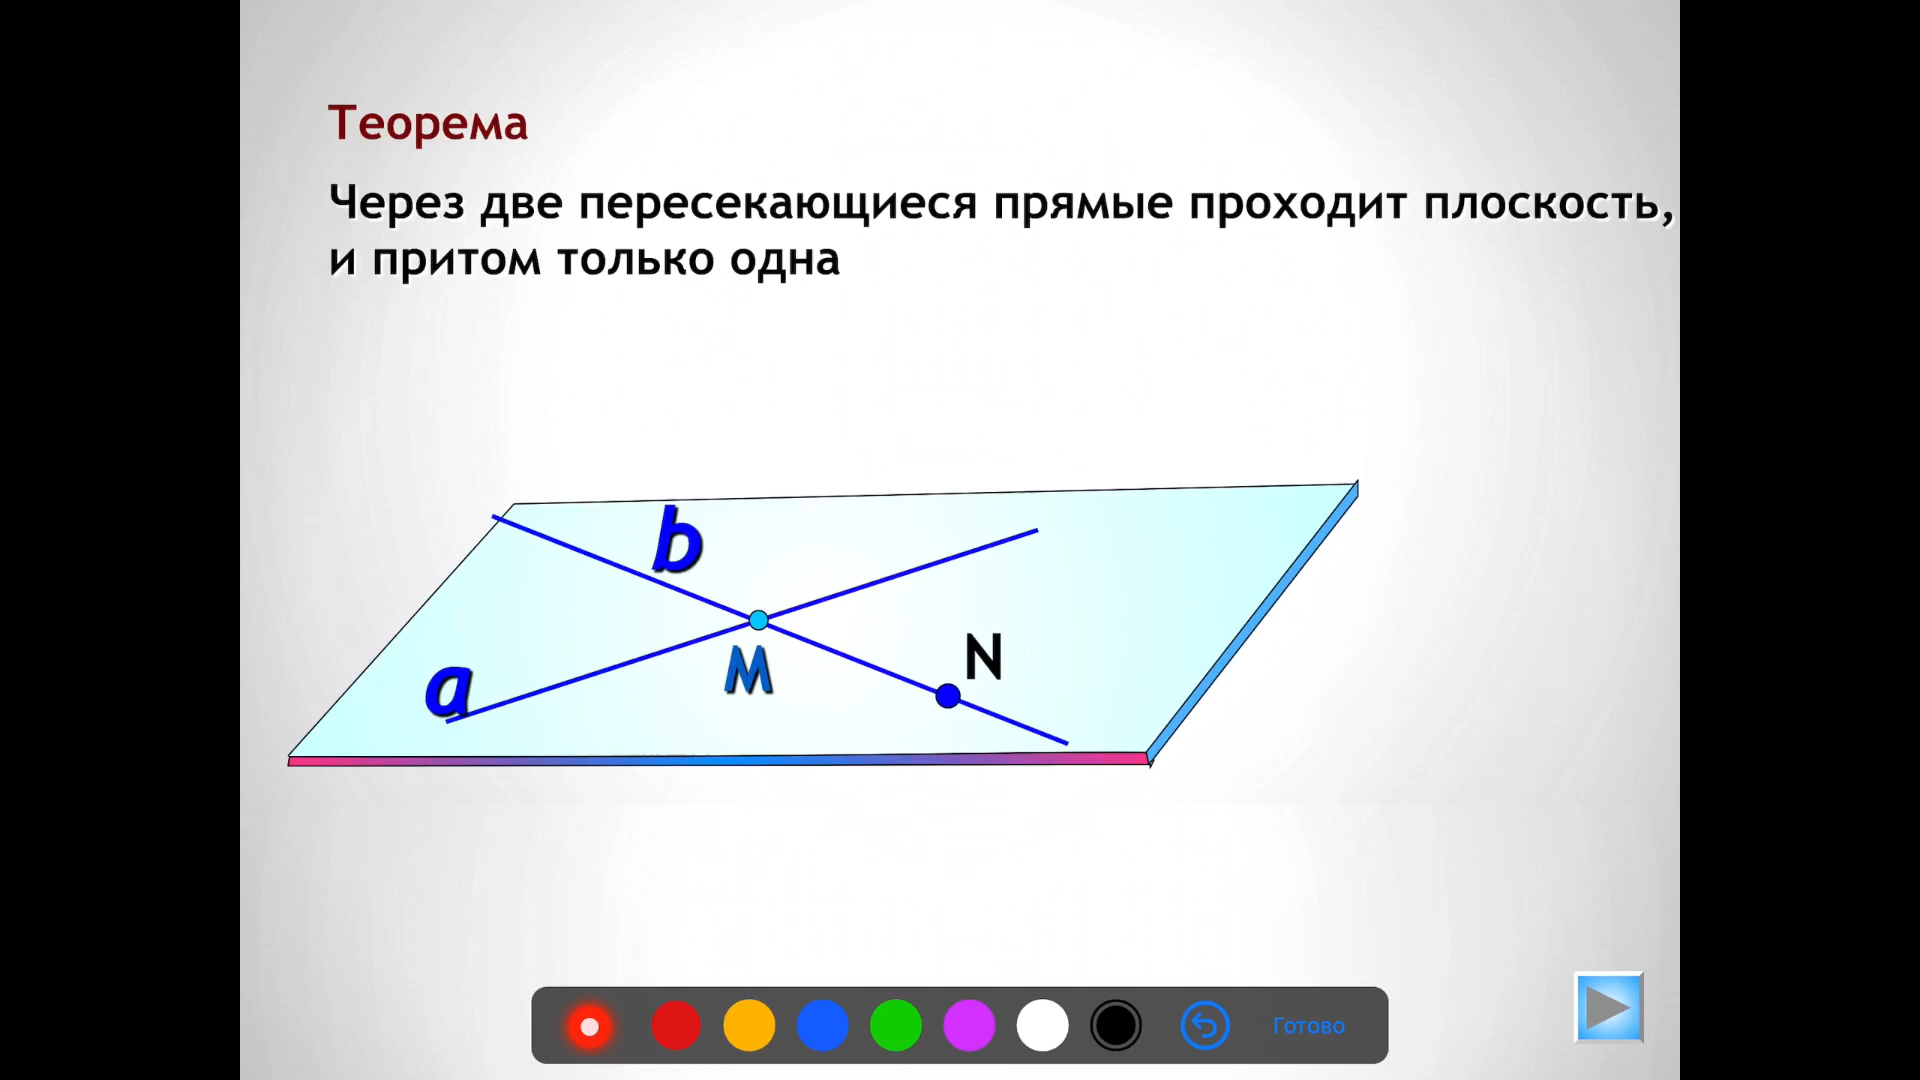 Теорема
Через две пересекающиеся прямые проходит плоскость,
и притом только одна
b
N
M
a
Готово